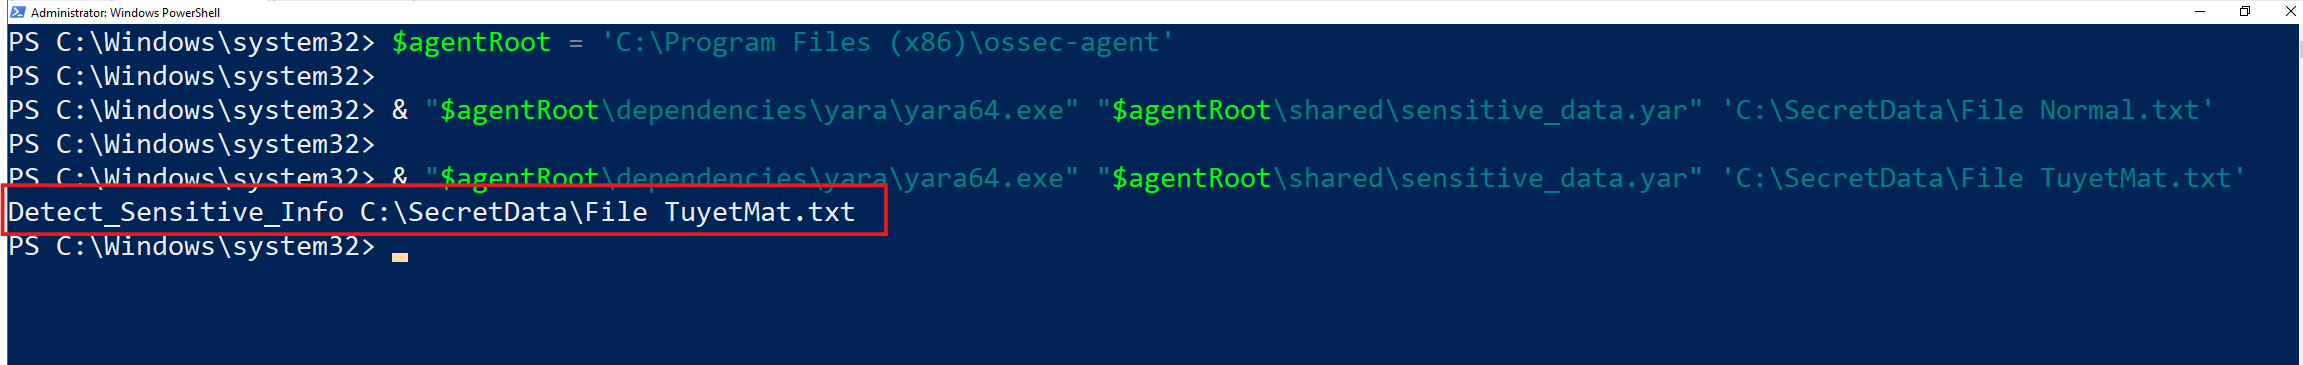 Administrator: Windows PowerShell
PS C:\Windows\system32> $agentRoot = 'C:\Program Files (x86)\ossec-agent'
PS C:\Windows\system32>
PS C:\Windows\system32> & "$agentRoot\dependencies\yara\yara64.exe" "$agentRoot\shared\sensitive_data.yar" 'C:\SecretData\File Normal.txt'
PS C:\Windows\system32>
PS C:\Windows\system32> & "$agentRoot\dependencies\yara\yara64.exe" "$agentRoot\shared\sensitive_data.yar" 'C:\SecretData\File TuyetMat.txt'
Detect_Sensitive_Info C:\SecretData\File TuyetMat.txt
PS C:\Windows\system32>